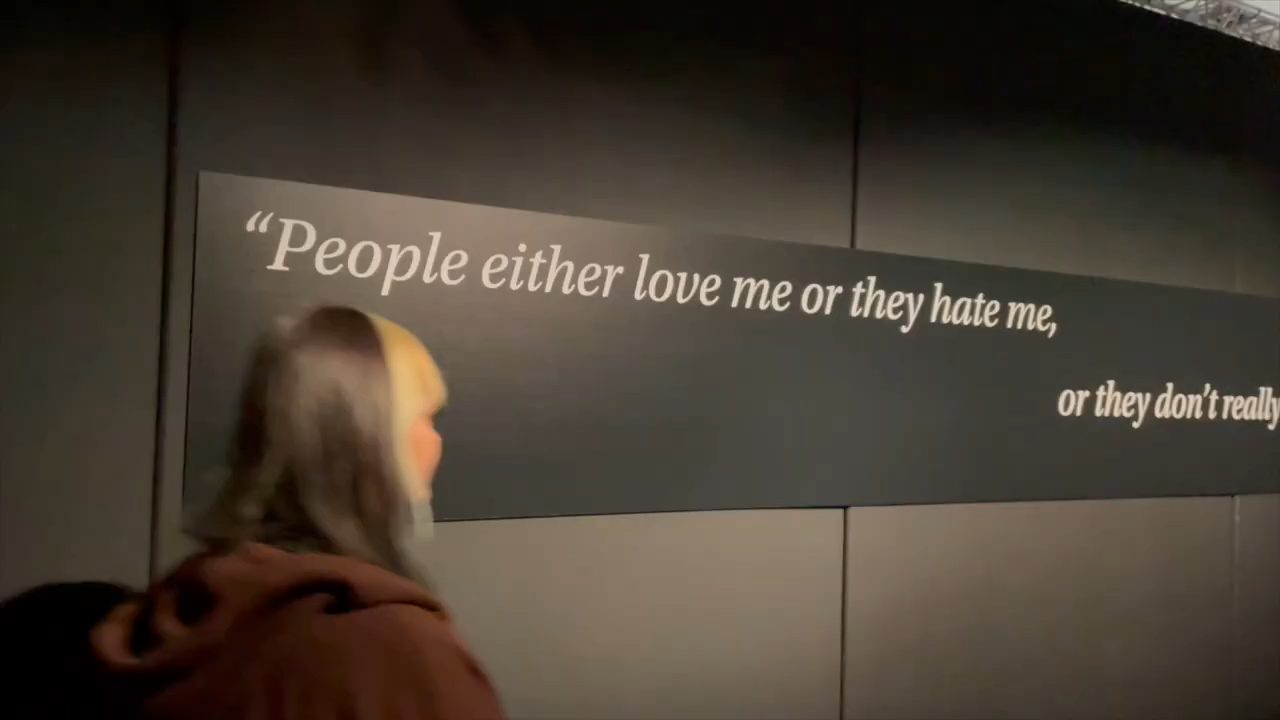 “People either love me or they hate me,
or they don’t really